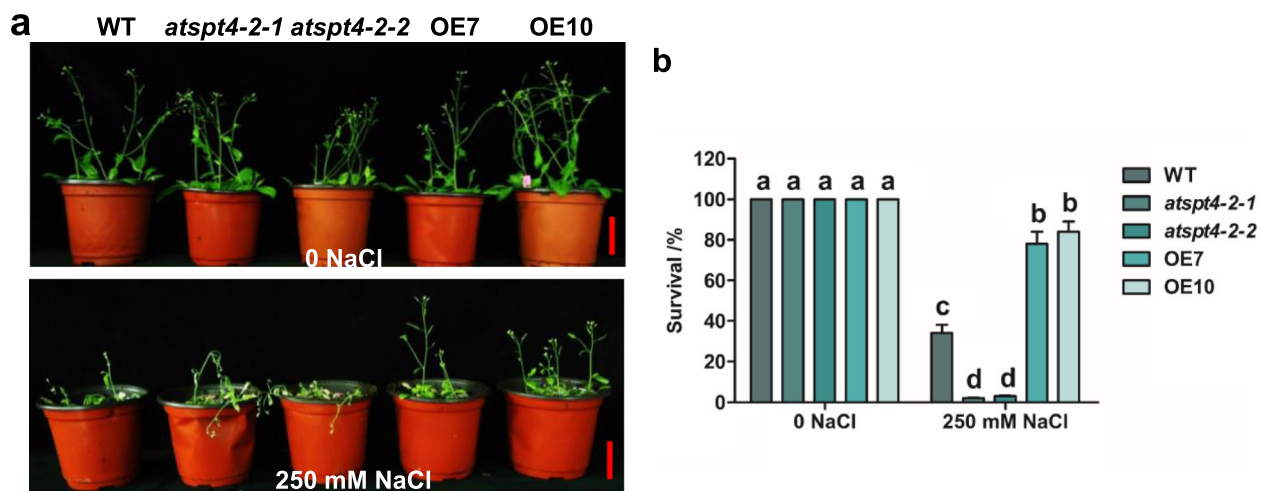 a
WT atspt4-2-1 atspt4-2-2 OE7 OE10
0 NaCl
250 mM NaCl
b
Survival /%
120
100
80
60
40
20
0
a a a a a
c d d b b
0 NaCl 250 mM NaCl
WT
atspt4-2-1
atspt4-2-2
OE7
OE10